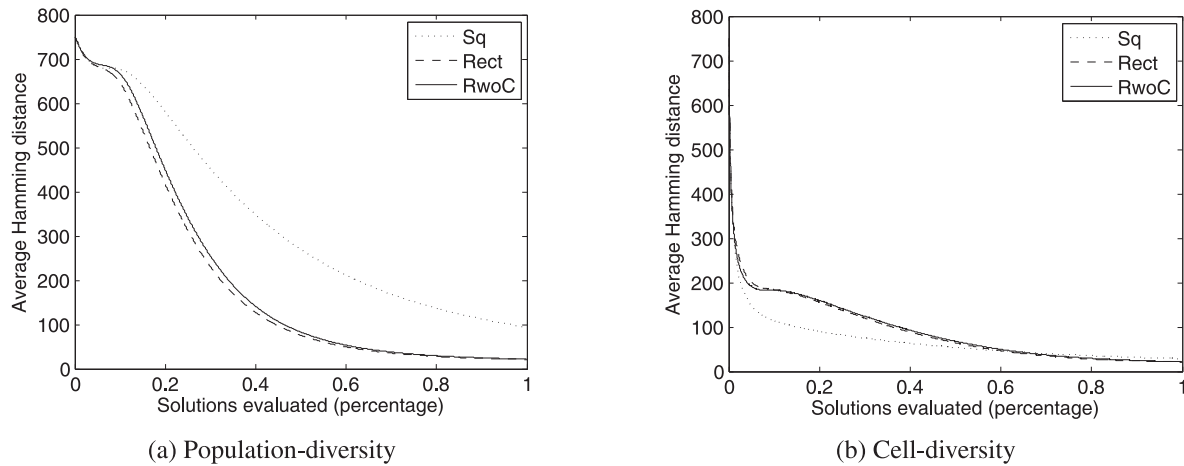 800
700
600
500
400
300
200
100
0
Average Hamming distance
Sq
Rect
RwoC
0 0.2 0.4 0.6 0.8 1
Solutions evaluated (percentage)
(a) Population-diversity
800
700
600
500
400
300
200
100
0
Average Hamming distance
Sq
Rect
RwoC
0 0.2 0.4 0.6 0.8 1
Solutions evaluated (percentage)
(b) Cell-diversity